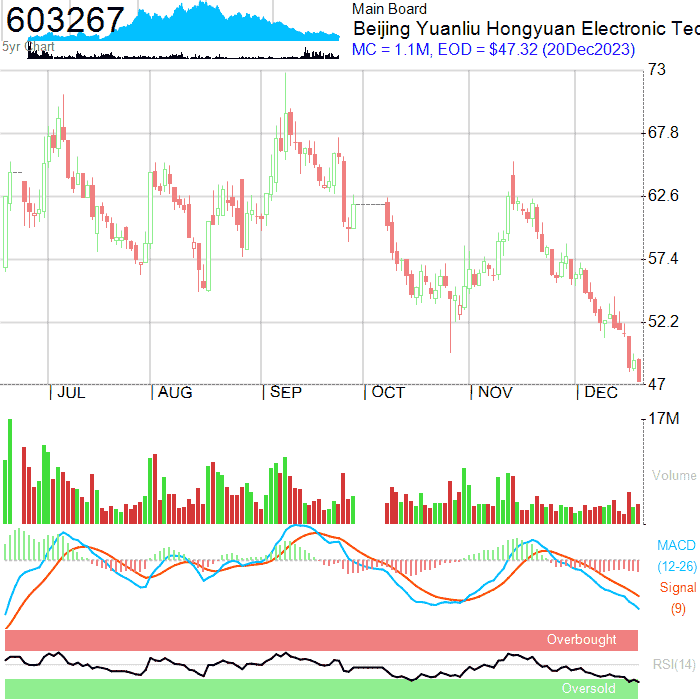 603267
5yr Chart
Main Board
Beijing Yuanliu Hongyuan Electronic Tec
MC = 1.1M, EOD = $47.32 (20Dec2023)
73
67.8
62.6
57.4
52.2
47
| JUL | AUG | SEP | OCT | NOV | DEC
17M
Volume
MACD
(12-26)
Signal
(9)
Overbought
RSI(14)
Oversold